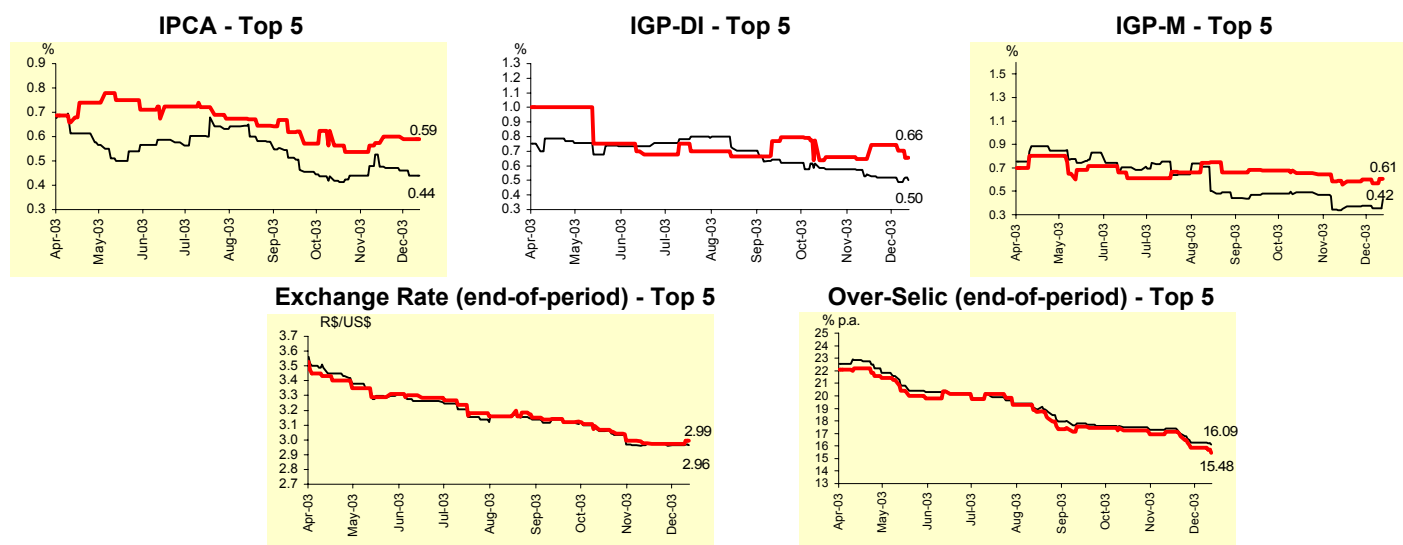 IPCA - Top 5
%
0.9
0.8
0.7
0.6
0.5
0.4
0.3
0.59
0.44
Apr-03
May-03
Jun-03
Jul-03
Aug-03
Sep-03
Oct-03
Nov-03
Dec-03
IGP-DI - Top 5
%
1.3
1.2
1.1
1.0
0.9
0.8
0.7
0.6
0.5
0.4
0.3
0.66
0.50
Apr-03
May-03
Jun-03
Jul-03
Aug-03
Sep-03
Oct-03
Nov-03
Dec-03
IGP-M - Top 5
%
1.5
1.3
1.1
0.9
0.7
0.5
0.3
0.61
0.42
Apr-03
May-03
Jun-03
Jul-03
Aug-03
Sep-03
Oct-03
Nov-03
Dec-03
Exchange Rate (end-of-period) - Top 5
R$/US$
3.7
3.6
3.5
3.4
3.3
3.2
3.1
3.0
2.9
2.8
2.7
2.99
2.96
Apr-03
May-03
Jun-03
Jul-03
Aug-03
Sep-03
Oct-03
Nov-03
Dec-03
Over-Selic (end-of-period) - Top 5
% p.a.
25
24
23
22
21
20
19
18
17
16
15
14
13
16.09
15.48
Apr-03
May-03
Jun-03
Jul-03
Aug-03
Sep-03
Oct-03
Nov-03
Dec-03